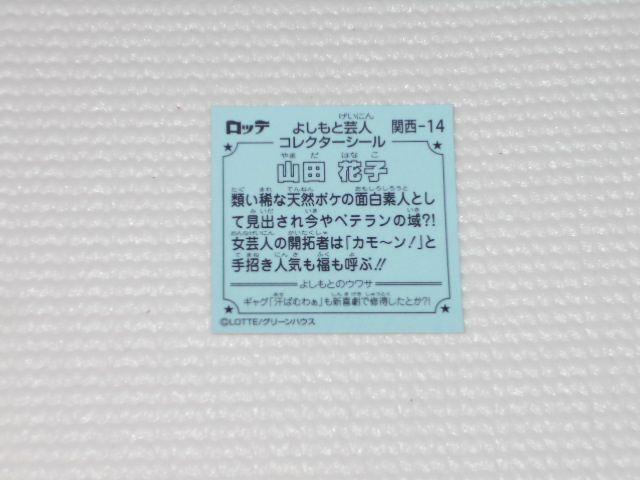 ロッテ よしもと芸人 関西-14
コレクターシール
山田 花子
類い稀な天然ボケの面白素人とし
て見出され今やベテランの域?!
女芸人の開拓者は「カモ〜ン!」と
手招き人気も福も呼ぶ!!
よしもとのウワサ
ギャグ「汗ばむわぁ」も新喜劇で修得したとか?!
©LOTTE/グリーンハウス